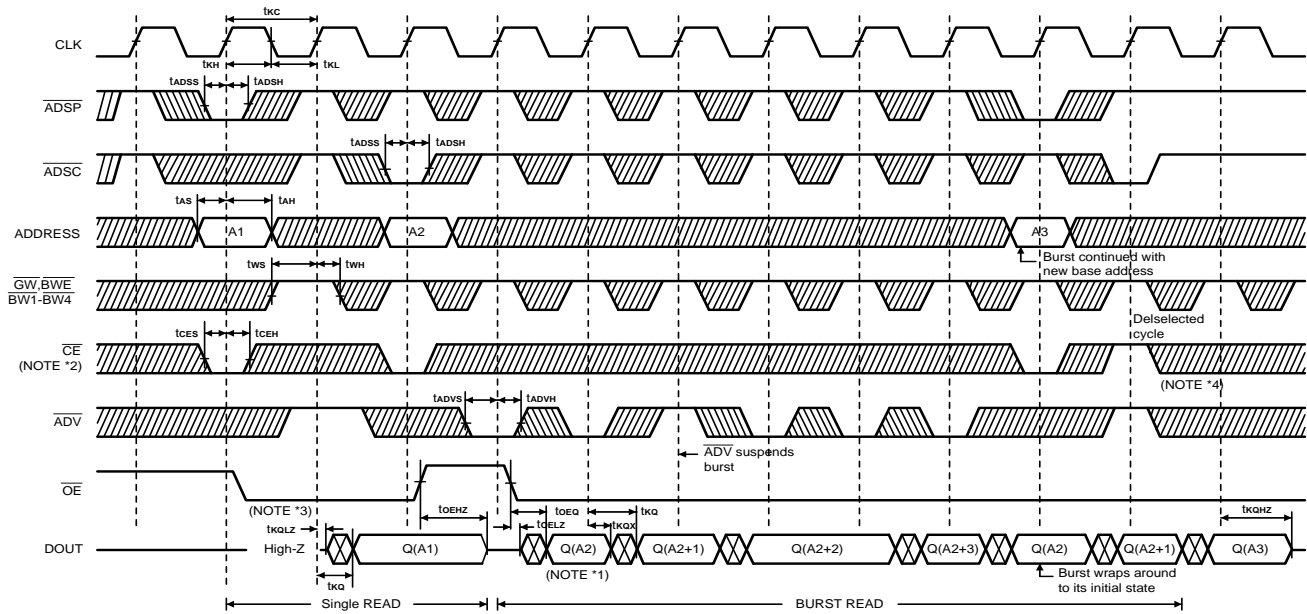 tKC
CLK
tKH
tKL
tADSS
tADSH
ADSP
tADSS
tADSH
ADSC
tAS
tAH
ADDRESS
A1
A2
A3
Burst continued with
new base address
tWS
tWH
GW,BWE
BW1-BW4
Delselected
cycle
tCES
tCEH
CE
(NOTE *2)
(NOTE *4)
tADVS
tADVH
ADV
ADV suspends
burst
OE
(NOTE *3)
tOEHZ
tOEQ
tKQ
tKQLZ
tOELZ
tKQX
tKQHZ
DOUT
High-Z
Q(A1)
Q(A2)
Q(A2+1)
Q(A2+2)
Q(A2+3)
Q(A2)
Q(A2+1)
Q(A3)
(NOTE *1)
tKQ
Burst wraps around
to its initial state
Single READ
BURST READ